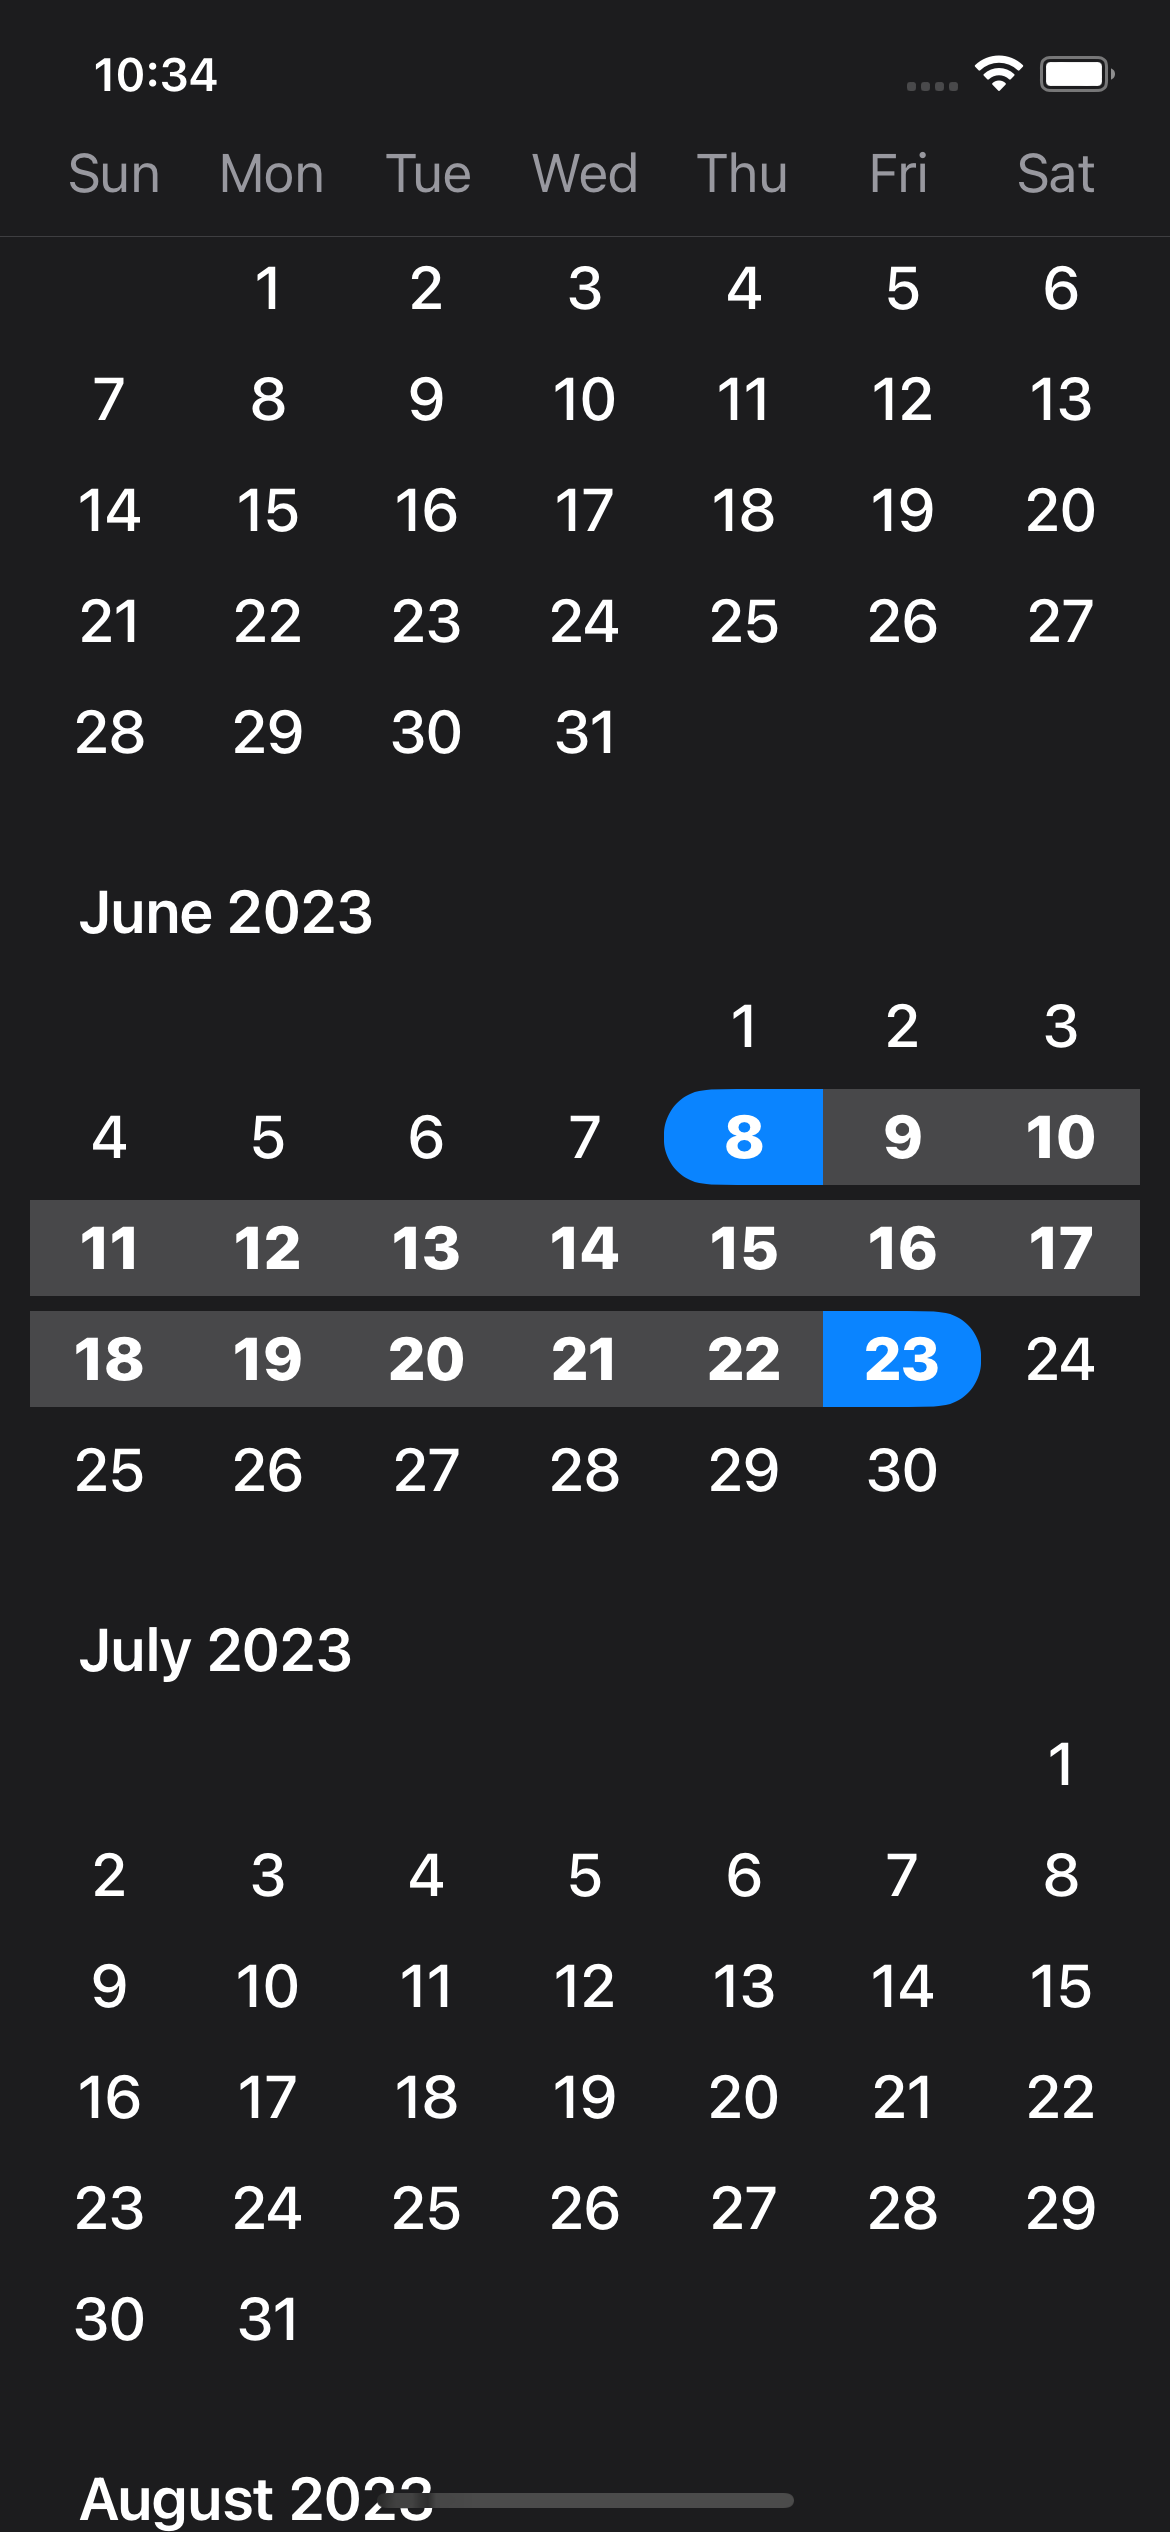 10:34
Sun Mon Tue Wed Thu Fri Sat
1 2 3 4 5 6
7 8 9 10 11 12 13
14 15 16 17 18 19 20
21 22 23 24 25 26 27
28 29 30 31
June 2023
1 2 3
4 5 6 7 8 9 10
11 12 13 14 15 16 17
18 19 20 21 22 23 24
25 26 27 28 29 30
July 2023
1
2 3 4 5 6 7 8
9 10 11 12 13 14 15
16 17 18 19 20 21 22
23 24 25 26 27 28 29
30 31
August 2023